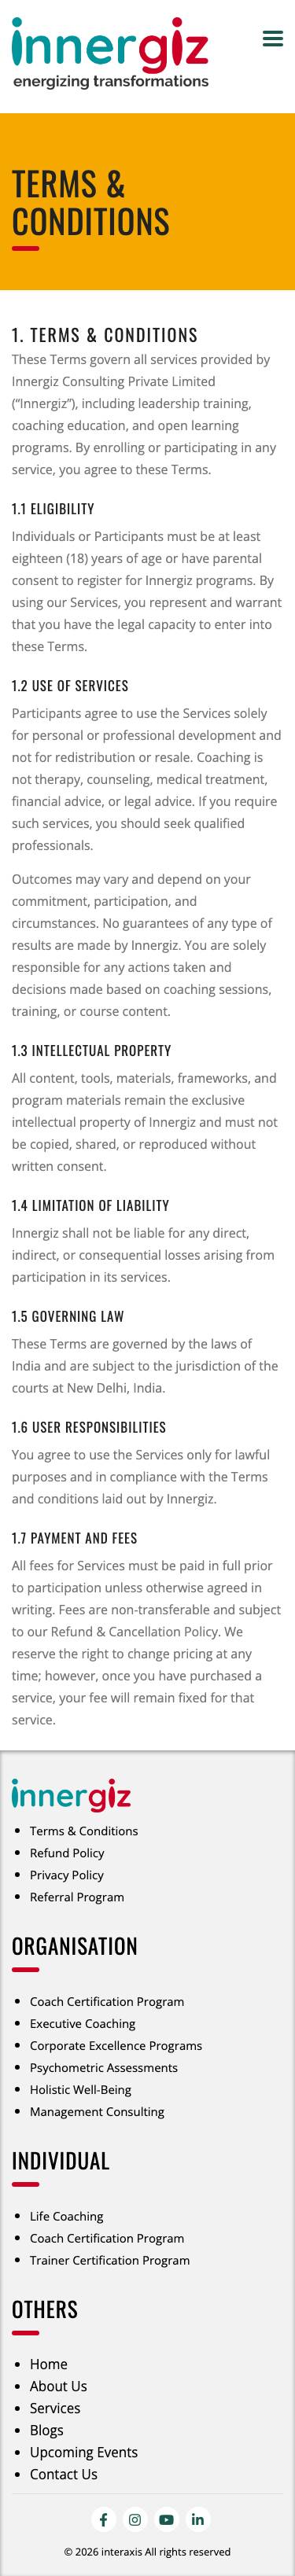 innergiz
energizing transformations
TERMS &
CONDITIONS
1. TERMS & CONDITIONS
These Terms govern all services provided by
Innergiz Consulting Private Limited
(“Innergiz”), including leadership training,
coaching education, and open learning
programs. By enrolling or participating in any
service, you agree to these Terms.
1.1 ELIGIBILITY
Individuals or Participants must be at least
eighteen (18) years of age or have parental
consent to register for Innergiz programs. By
using our Services, you represent and warrant
that you have the legal capacity to enter into
these Terms.
1.2 USE OF SERVICES
Participants agree to use the Services solely
for personal or professional development and
not for redistribution or resale. Coaching is
not therapy, counseling, medical treatment,
financial advice, or legal advice. If you require
such services, you should seek qualified
professionals.
Outcomes may vary and depend on your
commitment, participation, and
circumstances. No guarantees of any type of
results are made by Innergiz. You are solely
responsible for any actions taken and
decisions made based on coaching sessions,
training, or course content.
1.3 INTELLECTUAL PROPERTY
All content, tools, materials, frameworks, and
program materials remain the exclusive
intellectual property of Innergiz and must not
be copied, shared, or reproduced without
written consent.
1.4 LIMITATION OF LIABILITY
Innergiz shall not be liable for any direct,
indirect, or consequential losses arising from
participation in its services.
1.5 GOVERNING LAW
These Terms are governed by the laws of
India and are subject to the jurisdiction of the
courts at New Delhi, India.
1.6 USER RESPONSIBILITIES
You agree to use the Services only for lawful
purposes and in compliance with the Terms
and conditions laid out by Innergiz.
1.7 PAYMENT AND FEES
All fees for Services must be paid in full prior
to participation unless otherwise agreed in
writing. Fees are non-transferable and subject
to our Refund & Cancellation Policy. We
reserve the right to change pricing at any
time; however, once you have purchased a
service, your fee will remain fixed for that
service.
innergiz
• Terms & Conditions
• Refund Policy
• Privacy Policy
• Referral Program
ORGANISATION
• Coach Certification Program
• Executive Coaching
• Corporate Excellence Programs
• Psychometric Assessments
• Holistic Well-Being
• Management Consulting
INDIVIDUAL
• Life Coaching
• Coach Certification Program
• Trainer Certification Program
OTHERS
• Home
• About Us
• Services
• Blogs
• Upcoming Events
• Contact Us
© 2026 interaxis All rights reserved